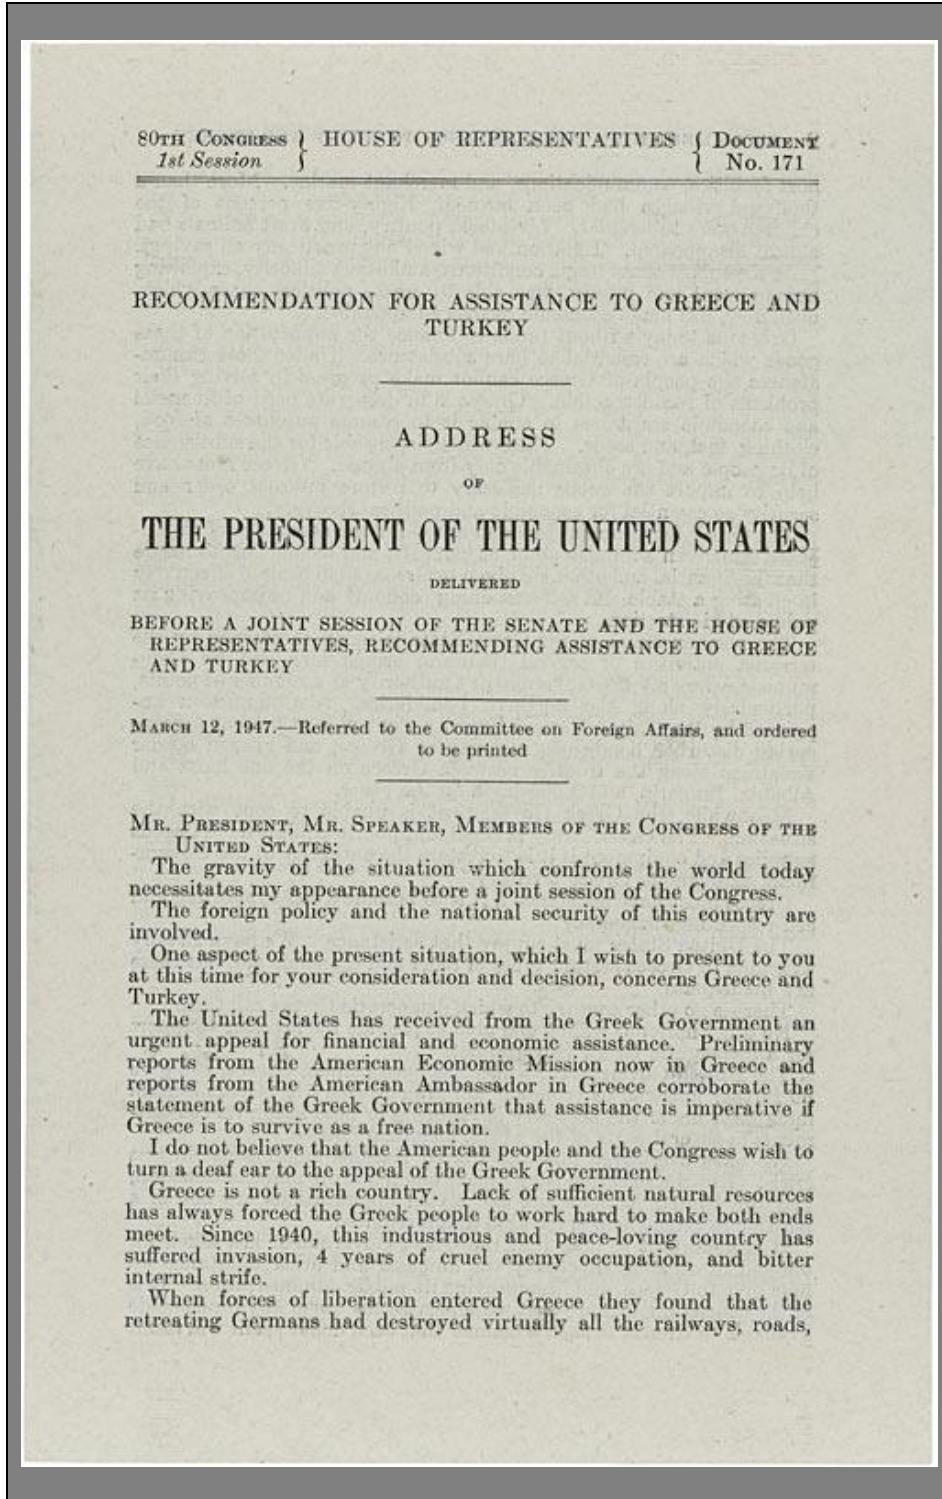 80TH CONGRESS } HOUSE OF REPRESENTATIVES { DOCUMENT
1st Session } { No. 171
RECOMMENDATION FOR ASSISTANCE TO GREECE AND
TURKEY
ADDRESS
OF
THE PRESIDENT OF THE UNITED STATES
DELIVERED
BEFORE A JOINT SESSION OF THE SENATE AND THE HOUSE OF
REPRESENTATIVES, RECOMMENDING ASSISTANCE TO GREECE
AND TURKEY
MARCH 12, 1947.—Referred to the Committee on Foreign Affairs, and ordered
to be printed
MR. PRESIDENT, MR. SPEAKER, MEMBERS OF THE CONGRESS OF THE
UNITED STATES:
The gravity of the situation which confronts the world today
necessitates my appearance before a joint session of the Congress.
The foreign policy and the national security of this country are
involved.
One aspect of the present situation, which I wish to present to you
at this time for your consideration and decision, concerns Greece and
Turkey.
The United States has received from the Greek Government an
urgent appeal for financial and economic assistance. Preliminary
reports from the American Economic Mission now in Greece and
reports from the American Ambassador in Greece corroborate the
statement of the Greek Government that assistance is imperative if
Greece is to survive as a free nation.
I do not believe that the American people and the Congress wish to
turn a deaf ear to the appeal of the Greek Government.
Greece is not a rich country. Lack of sufficient natural resources
has always forced the Greek people to work hard to make both ends
meet. Since 1940, this industrious and peace-loving country has
suffered invasion, 4 years of cruel enemy occupation, and bitter
internal strife.
When forces of liberation entered Greece they found that the
retreating Germans had destroyed virtually all the railways, roads,